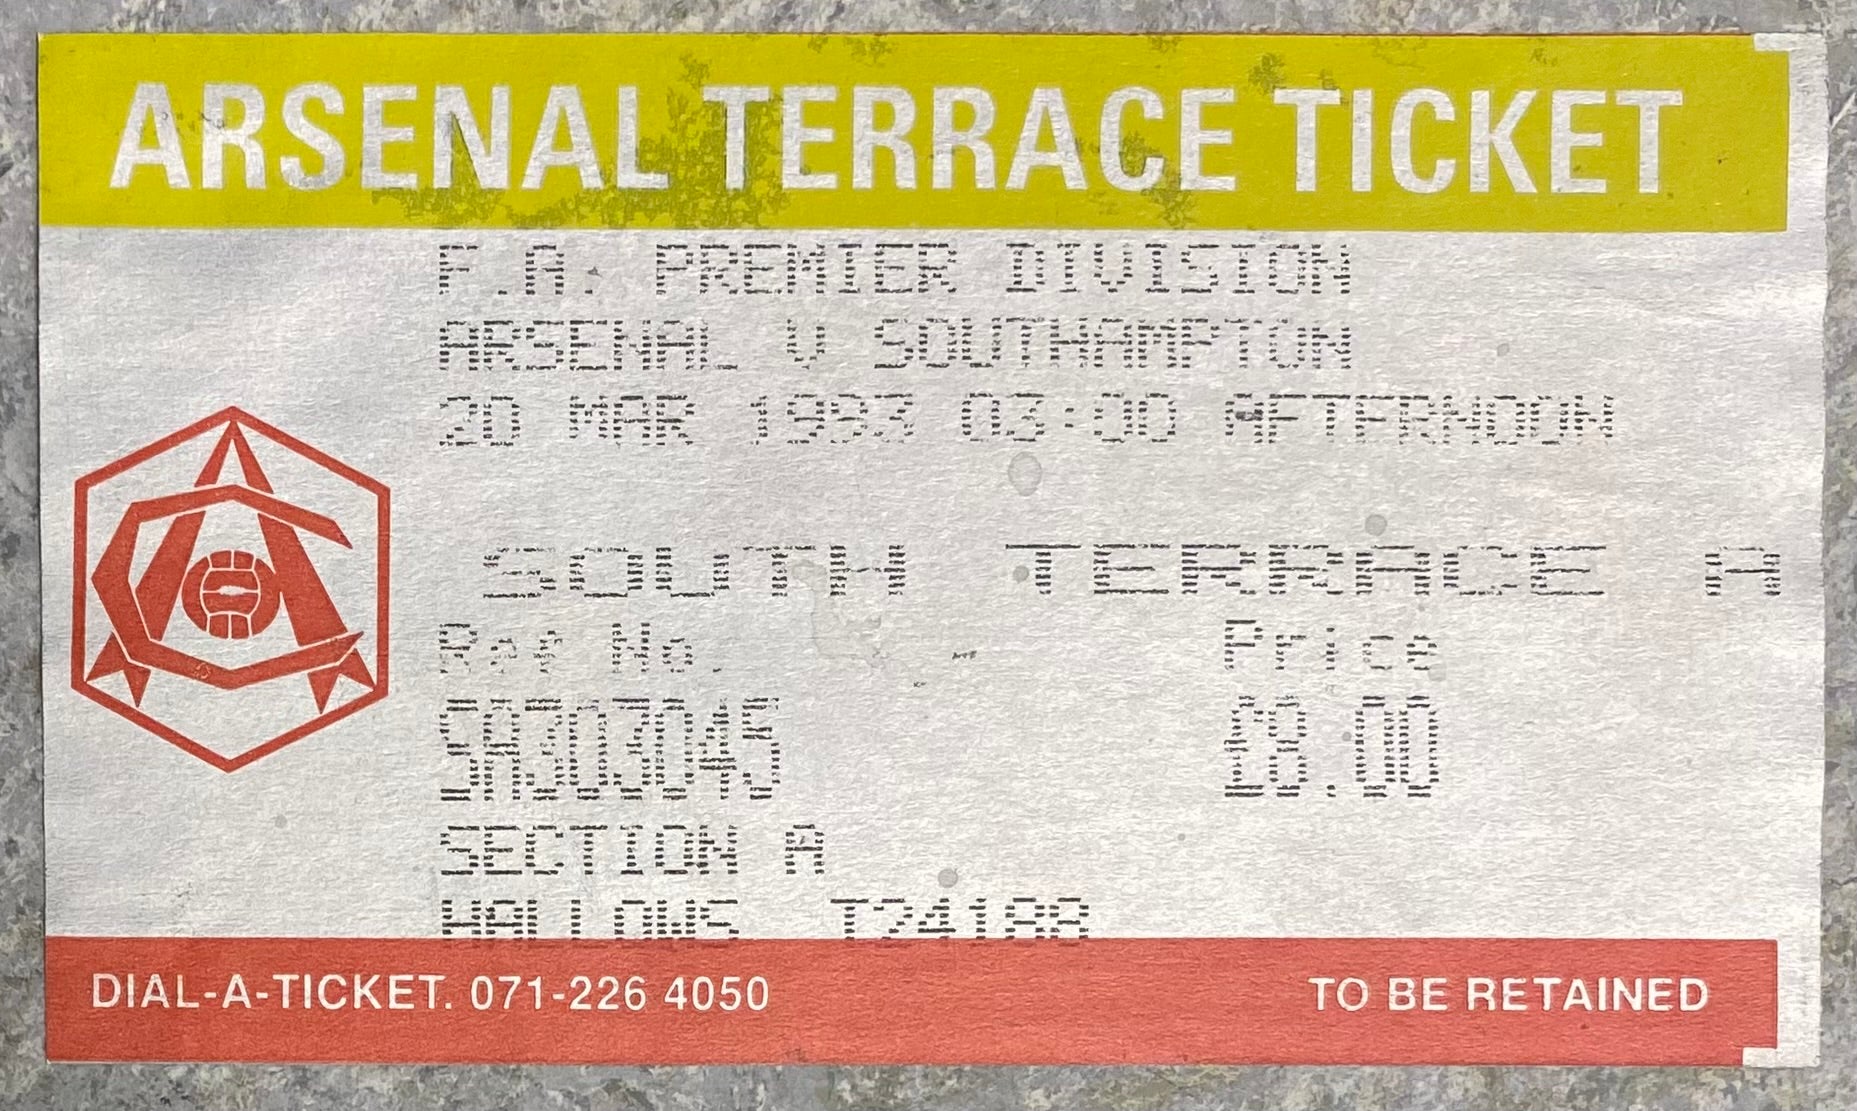 ARSENAL TERRACE TICKET
F.A. PREMIER DIVISION
ARSENAL V SOUTHAMPTON
20 MAR 1993 03:00 AFTERNOON
SOUTH TERRACE A
Res No. Price
SA303045 £8.00
SECTION A
HALLOWS T24188
DIAL-A-TICKET. 071-226 4050 TO BE RETAINED